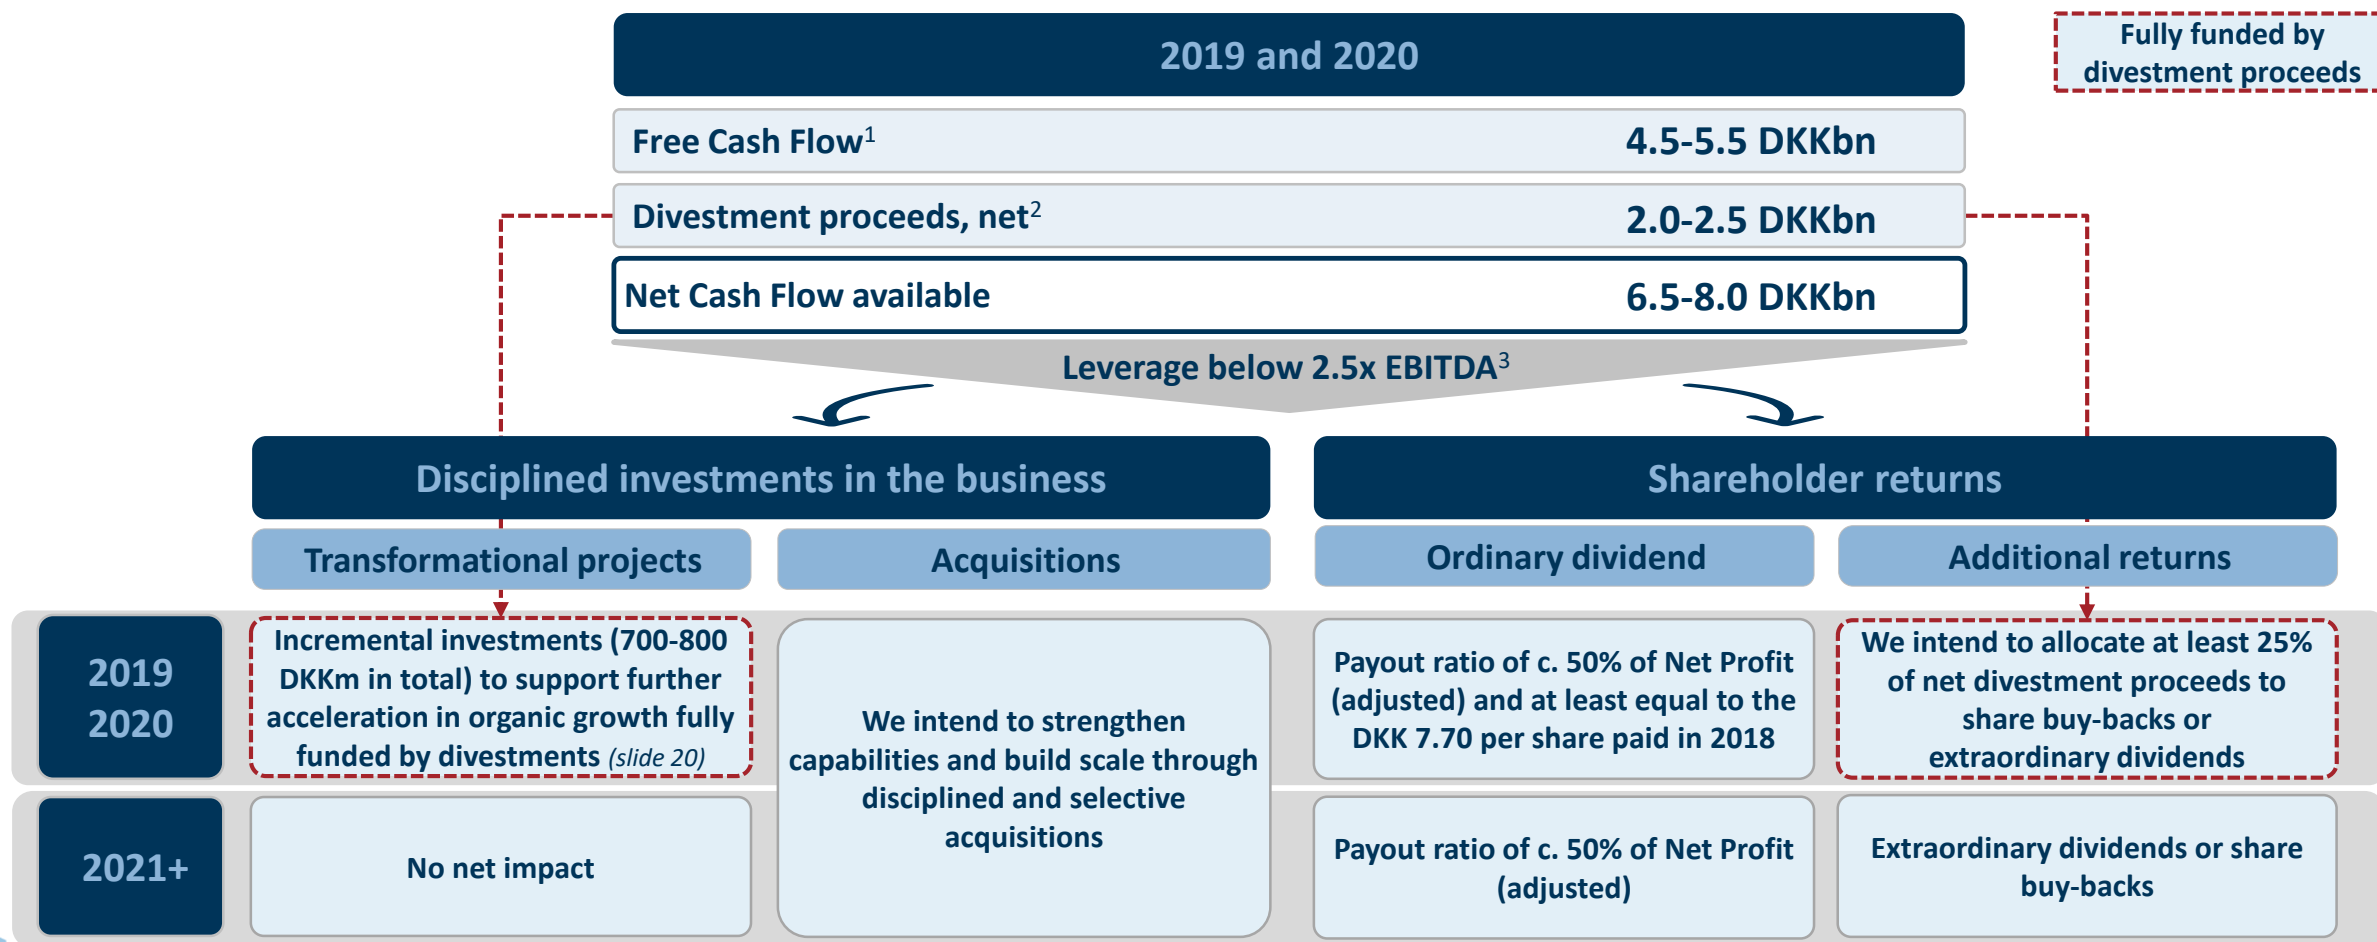 2019 and 2020
Fully funded by
divestment proceeds
Free Cash Flow¹ 4.5-5.5 DKKbn
Divestment proceeds, net² 2.0-2.5 DKKbn
Net Cash Flow available 6.5-8.0 DKKbn
Leverage below 2.5x EBITDA³
Disciplined investments in the business
Shareholder returns
Transformational projects
Acquisitions
Ordinary dividend
Additional returns
2019
2020
Incremental investments (700-800
DKKm in total) to support further
acceleration in organic growth fully
funded by divestments (slide 20)
We intend to strengthen
capabilities and build scale through
disciplined and selective
acquisitions
Payout ratio of c. 50% of Net Profit
(adjusted) and at least equal to the
DKK 7.70 per share paid in 2018
We intend to allocate at least 25%
of net divestment proceeds to
share buy-backs or
extraordinary dividends
2021+
No net impact
Payout ratio of c. 50% of Net Profit
(adjusted)
Extraordinary dividends or share
buy-backs